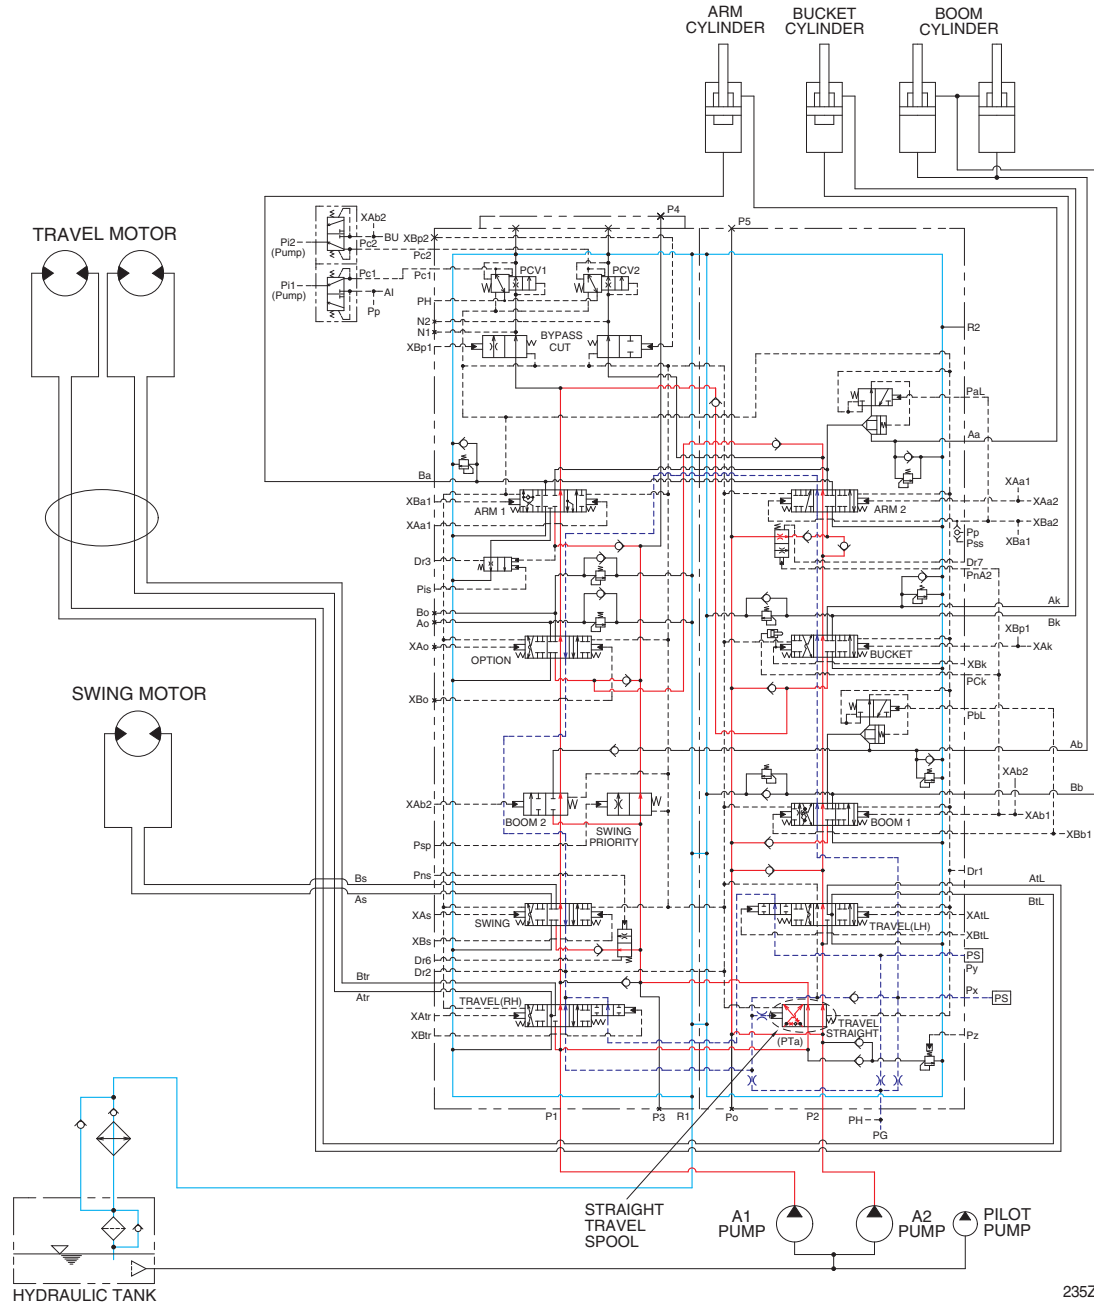 ARM
CYLINDER
BUCKET
CYLINDER
BOOM
CYLINDER
TRAVEL MOTOR
Pi2
(Pump)
XAb2
BU
Pc2
Pi1
(Pump)
Pc1
AI
Pp
XBp2
Pc2
Pc1
PH
N2
N1
XBp1
P4
P5
PCV1
PCV2
BYPASS
CUT
R2
PaL
Aa
Ba
XBa1
XAa1
ARM 1
ARM 2
XAa1
XAa2
XBa2
XBa1
Pp
Pss
Dr3
Dr7
Pis
PnA2
Bo
Ao
Ak
Bk
XAo
OPTION
BUCKET
XBp1
XAk
XBk
PCk
XBo
SWING MOTOR
PbL
Ab
XAb2
Bb
XAb2
BOOM 2
SWING
PRIORITY
BOOM 1
XAb1
XBb1
Psp
Pns
Dr1
Bs
As
AtL
BtL
XAs
SWING
TRAVEL(LH)
XAtL
XBs
XBtL
Dr6
PS
Dr2
Py
Btr
Atr
Px
PS
TRAVEL(RH)
XAtr
TRAVEL
STRAIGHT
XBtr
(PTa)
Pz
P1
P3
R1
Po
P2
PH
PG
STRAIGHT
TRAVEL
SPOOL
A1
PUMP
A2
PUMP
PILOT
PUMP
HYDRAULIC TANK
235Z